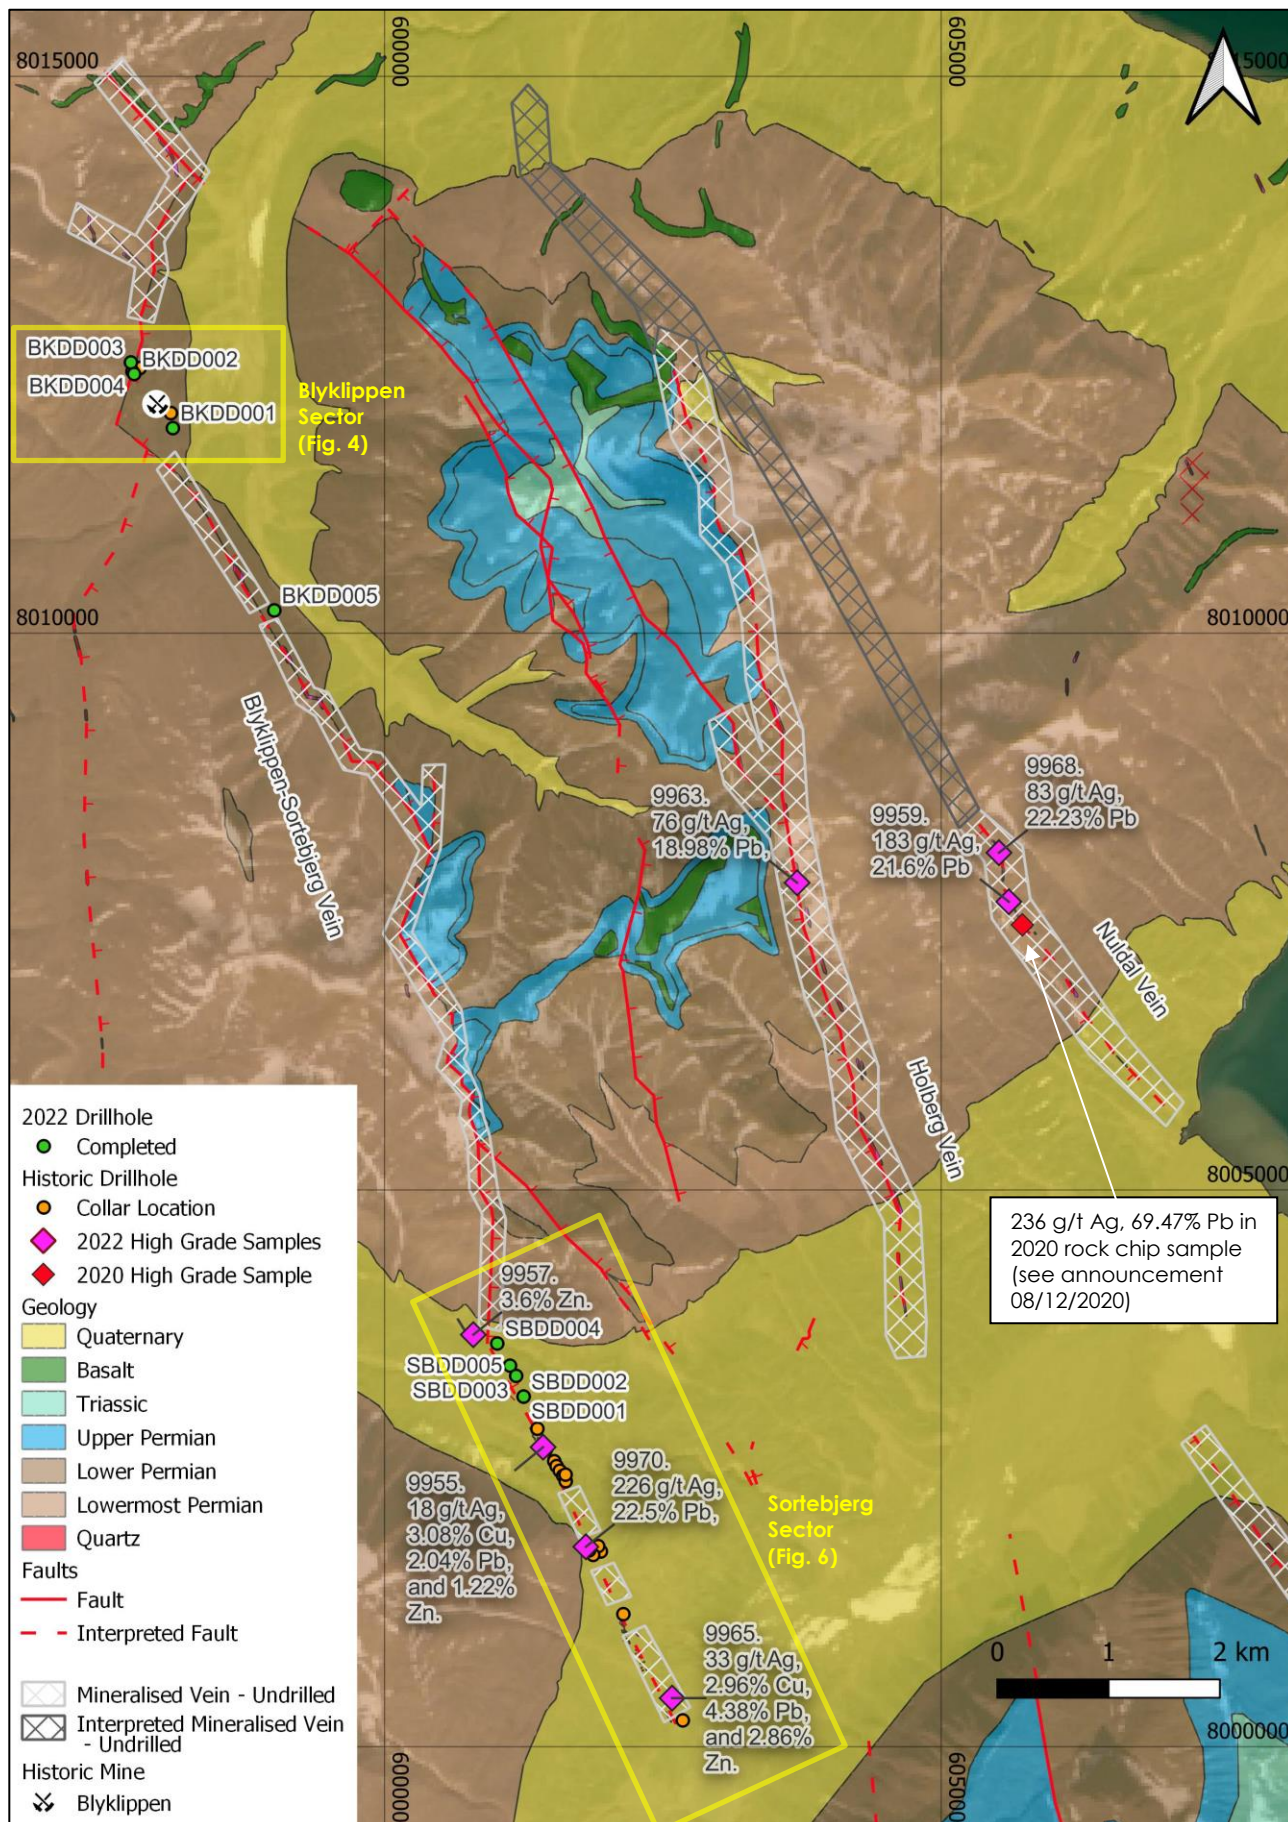 8015000
600000
605000
8015000
BKDD003
BKDD002
BKDD004
BKDD001
Blyklippen
Sector
(Fig. 4)
BKDD005
8010000
8010000
Blyklippen-Sortebjerg Vein
9963.
76 g/t Ag,
18.98% Pb,
9959.
183 g/t Ag,
21.6% Pb
9968.
83 g/t Ag,
22.23% Pb
Nuldal Vein
Holberg Vein
8005000
236 g/t Ag, 69.47% Pb in
2020 rock chip sample
(see announcement
08/12/2020)
9957.
3.6% Zn.
SBDD004
SBDD005
SBDD003
SBDD002
SBDD001
9955.
18 g/t Ag,
3.08% Cu,
2.04% Pb,
and 1.22%
Zn.
9970.
226 g/t Ag,
22.5% Pb,
Sortebjerg
Sector
(Fig. 6)
9965.
33 g/t Ag,
2.96% Cu,
4.38% Pb,
and 2.86%
Zn.
0 1 2 km
8000000
600000
605000
2022 Drillhole
Completed
Historic Drillhole
Collar Location
2022 High Grade Samples
2020 High Grade Sample
Geology
Quaternary
Basalt
Triassic
Upper Permian
Lower Permian
Lowermost Permian
Quartz
Faults
Fault
Interpreted Fault
Mineralised Vein - Undrilled
Interpreted Mineralised Vein
- Undrilled
Historic Mine
Blyklippen